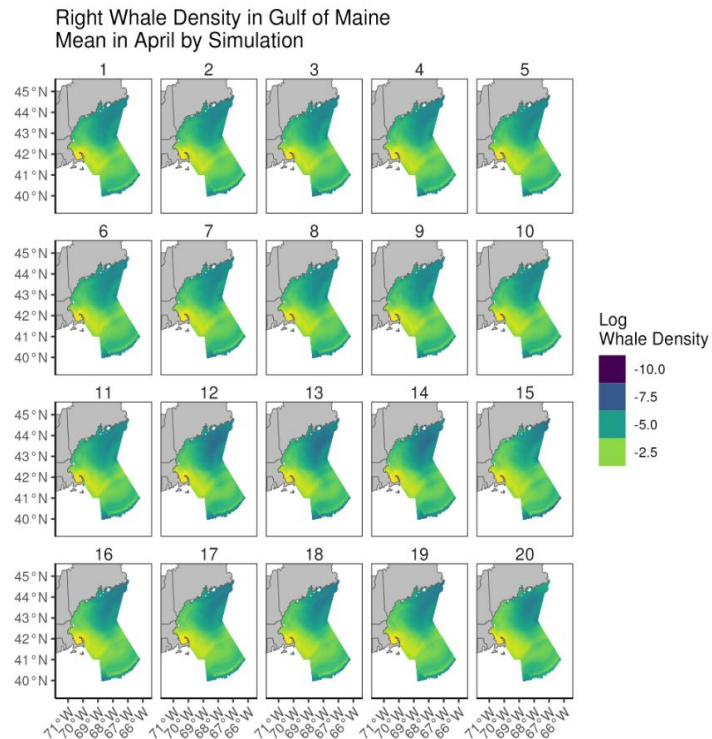 Right Whale Density in Gulf of Maine
Mean in April by Simulation
1 2 3 4 5
45°N
44°N
43°N
42°N
41°N
40°N
6 7 8 9 10
45°N
44°N
43°N
42°N
41°N
40°N
11 12 13 14 15
45°N
44°N
43°N
42°N
41°N
40°N
16 17 18 19 20
45°N
44°N
43°N
42°N
41°N
40°N
71°W 70°W 69°W 68°W 67°W 66°W 71°W 70°W 69°W 68°W 67°W 66°W 71°W 70°W 69°W 68°W 67°W 66°W 71°W 70°W 69°W 68°W 67°W 66°W 71°W 70°W 69°W 68°W 67°W 66°W
Log
Whale Density
-10.0
-7.5
-5.0
-2.5